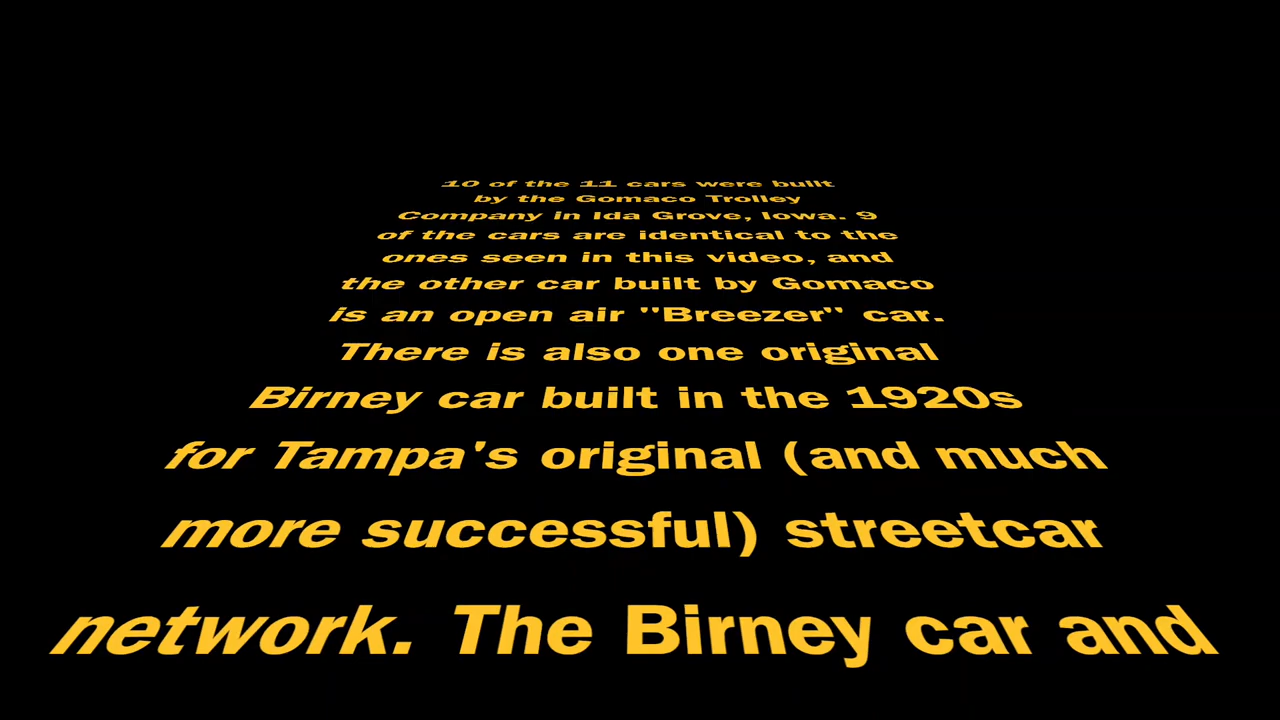 10 of the 11 cars were built
by the Gomaco Trolley
Company in Ida Grove, Iowa. 9
of the cars are identical to the
ones seen in this video, and
the other car built by Gomaco
is an open air "Breezer" car.
There is also one original
Birney car built in the 1920s
for Tampa's original (and much
more successful) streetcar
network. The Birney car and